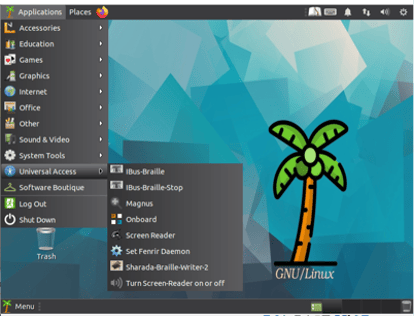 Applications Places
Accessories
Education
Games
Graphics
Internet
Office
Other
Sound & Video
System Tools
Universal Access
Software Boutique
Log Out
Shut Down
IBus-Braille
IBus-Braille-Stop
Magnus
Onboard
Screen Reader
Set Fenrir Daemon
Sharada-Braille-Writer-2
Turn Screen-Reader on or off
Trash
GNU/Linux
Menu